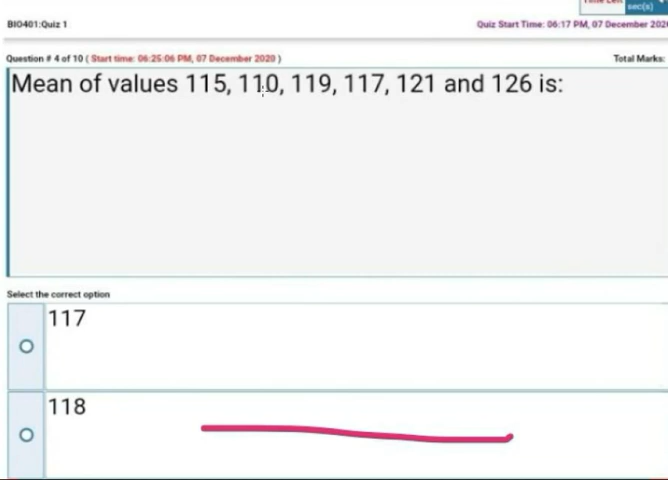 sec(s)
BIO401:Quiz 1 Quiz Start Time: 06:17 PM, 07 December 2020
Question # 4 of 10 ( Start time: 06:25:06 PM, 07 December 2020 ) Total Marks:
Mean of values 115, 110, 119, 117, 121 and 126 is:
Select the correct option
117
118